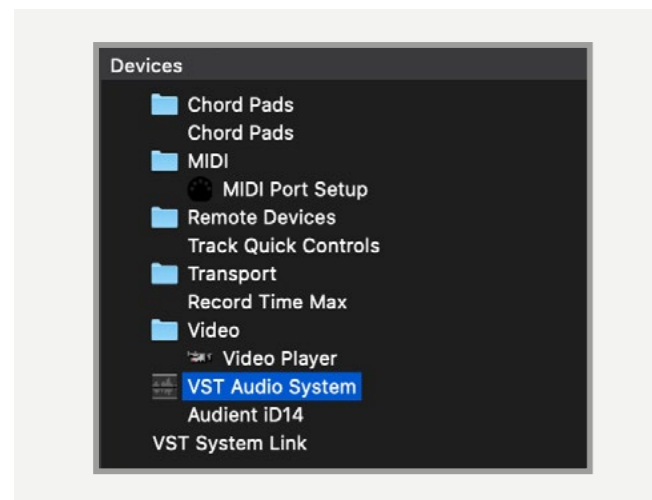 Devices
Chord Pads
Chord Pads
MIDI
MIDI Port Setup
Remote Devices
Track Quick Controls
Transport
Record Time Max
Video
Video Player
VST Audio System
Audient iD14
VST System Link